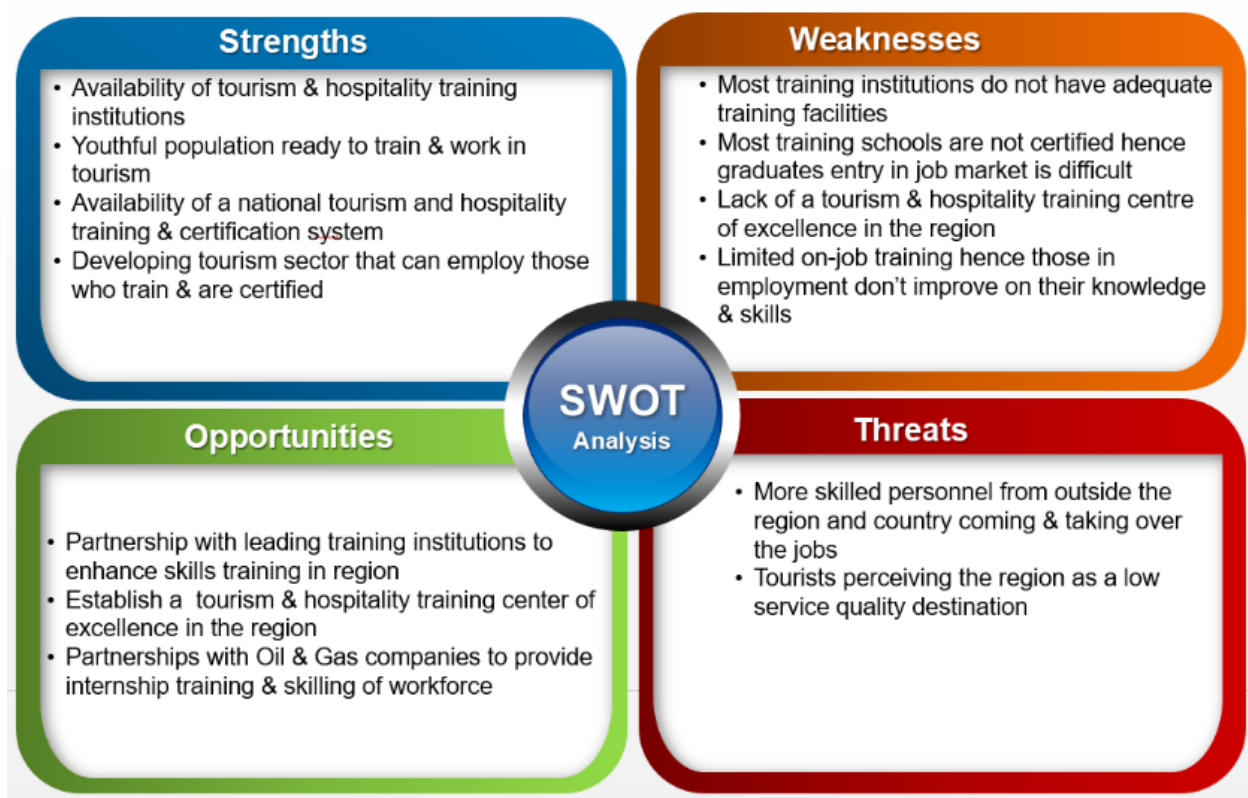 Strengths
• Availability of tourism & hospitality training
institutions
• Youthful population ready to train & work in
tourism
• Availability of a national tourism and hospitality
training & certification system
• Developing tourism sector that can employ those
who train & are certified
Weaknesses
• Most training institutions do not have adequate
training facilities
• Most training schools are not certified hence
graduates entry in job market is difficult
• Lack of a tourism & hospitality training centre
of excellence in the region
• Limited on-job training hence those in
employment don’t improve on their knowledge
& skills
SWOT
Analysis
Opportunities
• Partnership with leading training institutions to
enhance skills training in region
• Establish a  tourism & hospitality training center of
excellence in the region
• Partnerships with Oil & Gas companies to provide
internship training & skilling of workforce
Threats
• More skilled personnel from outside the
region and country coming & taking over
the jobs
• Tourists perceiving the region as a low
service quality destination